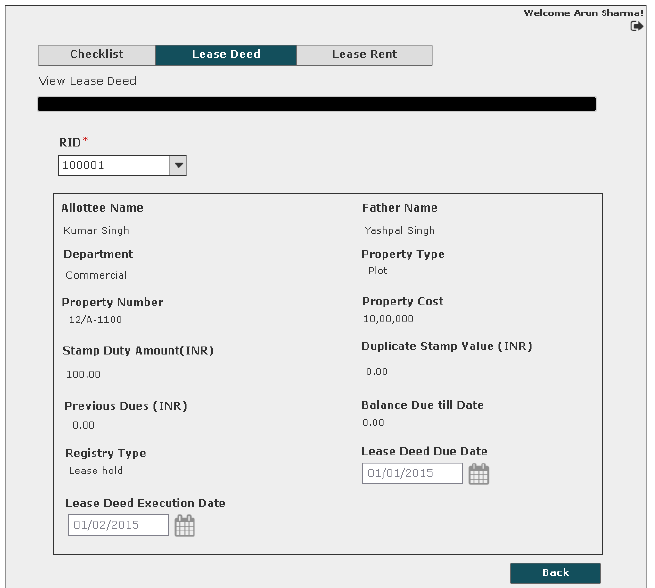 Welcome Arun Sharma!
Checklist Lease Deed Lease Rent
View Lease Deed
RID*
100001
Allottee Name Father Name
Kumar Singh Yashpal Singh
Department Property Type
Commercial Plot
Property Number Property Cost
12/A-1100 10,00,000
Stamp Duty Amount(INR) Duplicate Stamp Value (INR)
100.00 0.00
Previous Dues (INR) Balance Due till Date
0.00 0.00
Registry Type Lease Deed Due Date
Lease hold 01/01/2015
Lease Deed Execution Date
01/02/2015
Back